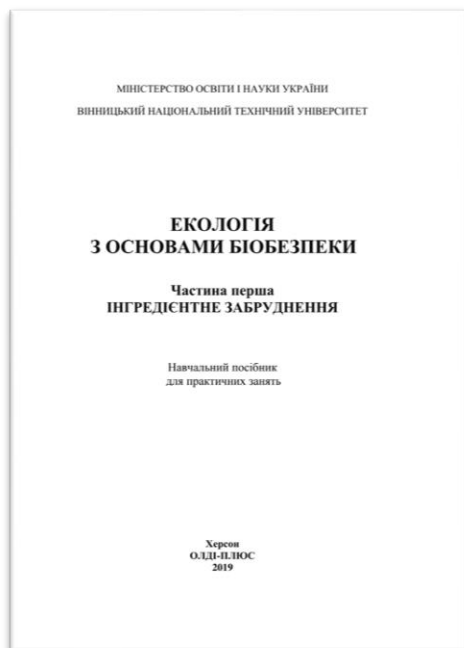 МІНІСТЕРСТВО ОСВІТИ І НАУКИ УКРАЇНИ
ВІННИЦЬКИЙ НАЦІОНАЛЬНИЙ ТЕХНІЧНИЙ УНІВЕРСИТЕТ
ЕКОЛОГІЯ
З ОСНОВАМИ БІОБЕЗПЕКИ
Частина перша
ІНГРЕДІЄНТНЕ ЗАБРУДНЕННЯ
Навчальний посібник
для практичних занять
Херсон
ОЛДІ-ПЛЮС
2019